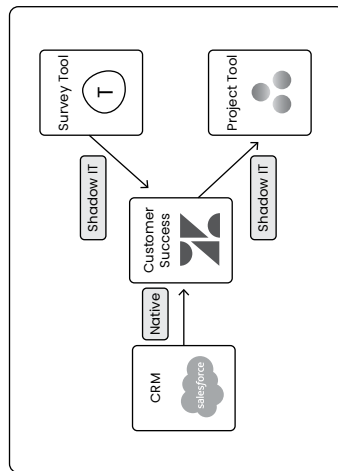 CRM
salesforce
Native
Customer
Success
Shadow IT
Survey Tool
T
Shadow IT
Project Tool